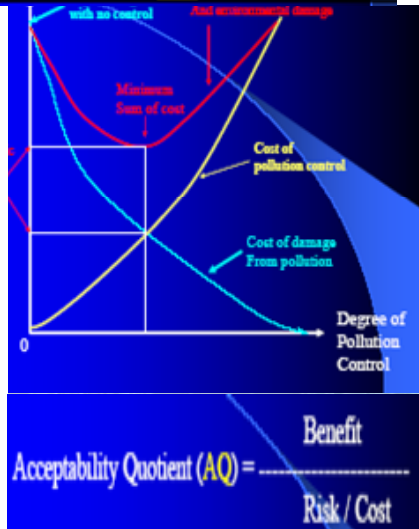 with no control
And environmental damage
Minimum
Sum of cost
Cost of
pollution control
Cost of damage
From pollution
Degree of
Pollution
Control
0
Acceptability Quotient (AQ) =
Benefit
Risk / Cost